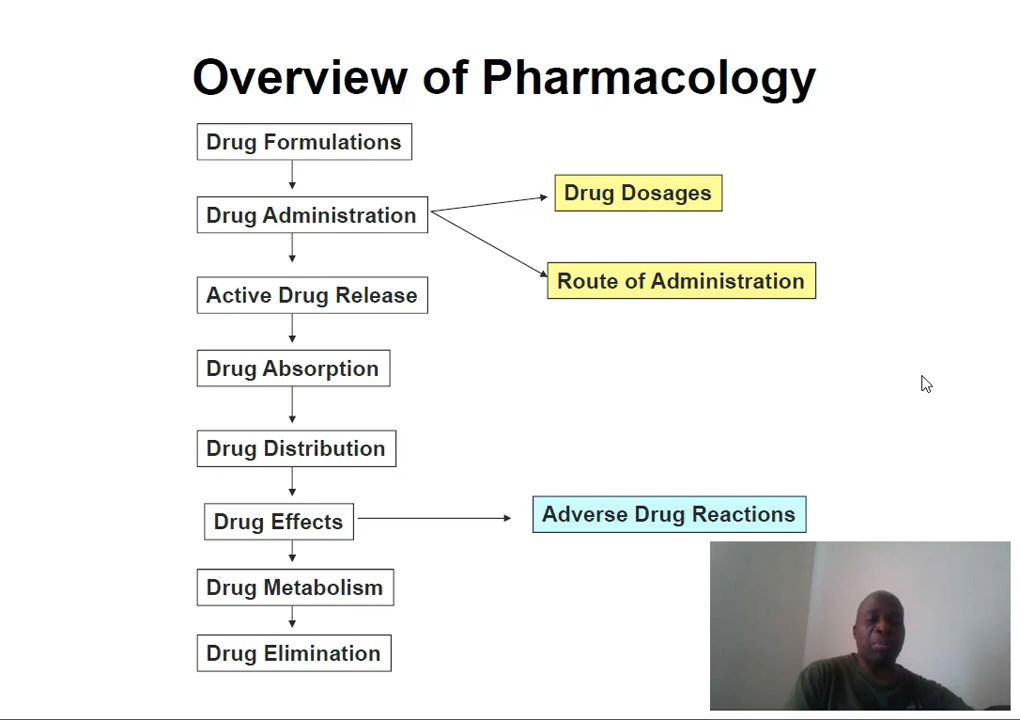 Overview of Pharmacology
Drug Formulations
Drug Administration
Drug Dosages
Route of Administration
Active Drug Release
Drug Absorption
Drug Distribution
Drug Effects
Adverse Drug Reactions
Drug Metabolism
Drug Elimination